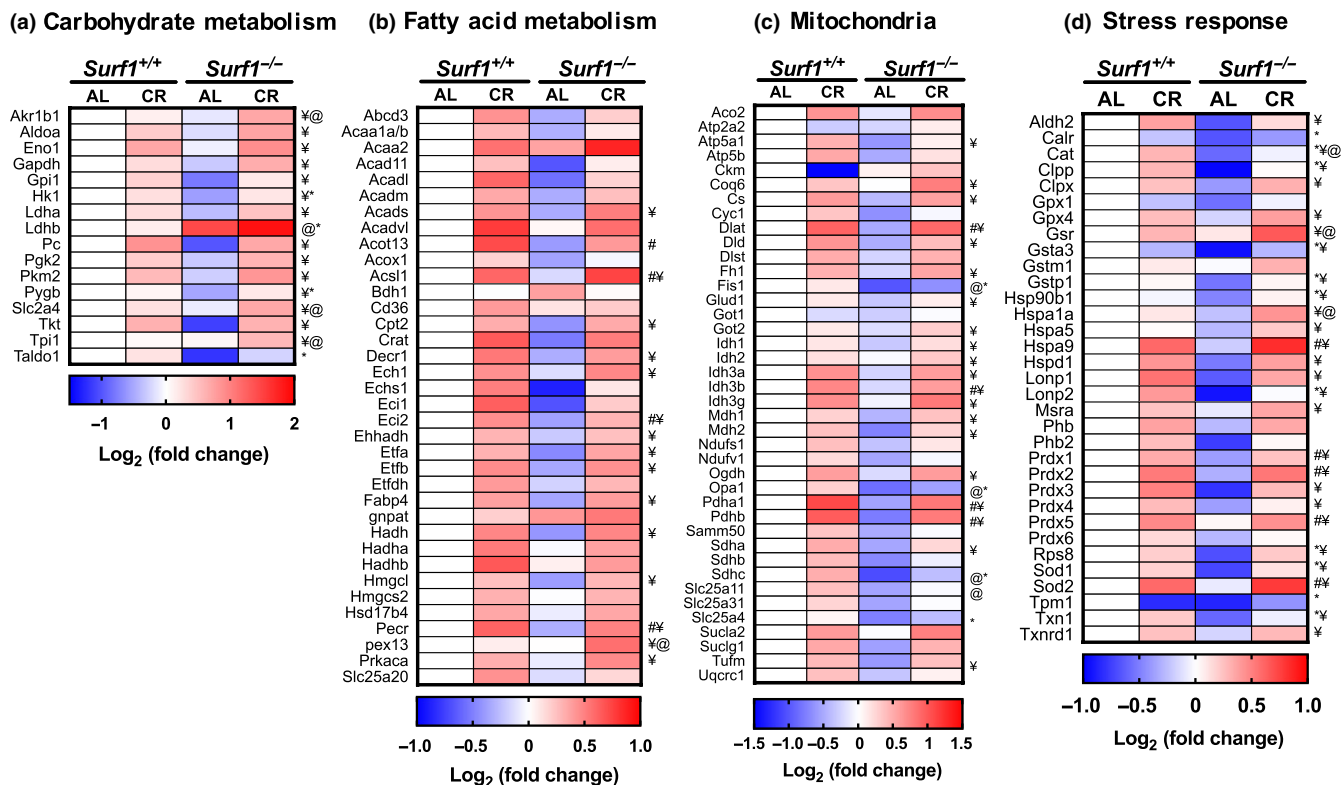 (a) Carbohydrate metabolism
Surf1+/+ Surf1−/−
AL CR AL CR
Akr1b1 ¥@
Aldoa ¥
Eno1 ¥
Gapdh ¥
Gpi1 ¥
Hk1 ¥*
Ldha ¥
Ldhb @*
Pc ¥
Pgk2 ¥
Pkm2 ¥
Pygb ¥*
Slc2a4 ¥@
Tkt ¥
Tpi1 ¥@
Taldo1 *
−1 0 1 2
Log2 (fold change)
(b) Fatty acid metabolism
Surf1+/+ Surf1−/−
AL CR AL CR
Abcd3
Acaa1a/b
Acaa2
Acad11
Acadl
Acadm
Acads ¥
Acadvl
Acot13 #
Acox1
Acsl1 #¥
Bdh1
Cd36
Cpt2 ¥
Crat
Decr1 ¥
Ech1 ¥
Echs1
Eci1
Eci2 #¥
Ehhadh ¥
Etfa ¥
Etfb ¥
Etfdh
Fabp4 ¥
gnpat
Hadh ¥
Hadha
Hadhb
Hmgcl ¥
Hmgcs2
Hsd17b4
Pecr #¥
pex13 ¥@
Prkaca ¥
Slc25a20
−1.0 −0.5 0 0.5 1.0
Log2 (fold change)
(c) Mitochondria
Surf1+/+ Surf1−/−
AL CR AL CR
Aco2
Atp2a2
Atp5a1 ¥
Atp5b
Ckm
Coq6 ¥
Cs ¥
Cyc1
Dlat #¥
Dld ¥
Dlst
Fh1 ¥
Fis1 @*
Glud1 ¥
Got1
Got2 ¥
Idh1 ¥
Idh2 ¥
Idh3a ¥
Idh3b #¥
Idh3g ¥
Mdh1 ¥
Mdh2 ¥
Ndufs1
Ndufv1
Ogdh ¥
Opa1 @*
Pdha1 #¥
Pdhb #¥
Samm50
Sdha ¥
Sdhb
Sdhc @*
Slc25a11 @
Slc25a31
Slc25a4 *
Sucla2
Suclg1
Tufm ¥
Uqcrc1
−1.5 −1.0 −0.5 0 0.5 1.0 1.5
Log2 (fold change)
(d) Stress response
Surf1+/+ Surf1−/−
AL CR AL CR
Aldh2 ¥
Calr *
Cat *¥@
Clpp *¥
Clpx ¥
Gpx1
Gpx4 ¥
Gsr ¥@
Gsta3 *¥
Gstm1
Gstp1 *¥
Hsp90b1 *¥
Hspa1a ¥@
Hspa5 ¥
Hspa9 #¥
Hspd1 ¥
Lonp1 ¥
Lonp2 *¥
Msra ¥
Phb
Phb2
Prdx1 #¥
Prdx2 #¥
Prdx3 ¥
Prdx4 ¥
Prdx5 #¥
Prdx6
Rps8 *¥
Sod1 *¥
Sod2 #¥
Tpm1 *
Txn1 *¥
Txnrd1 ¥
−1.0 −0.5 0 0.5 1.0
Log2 (fold change)